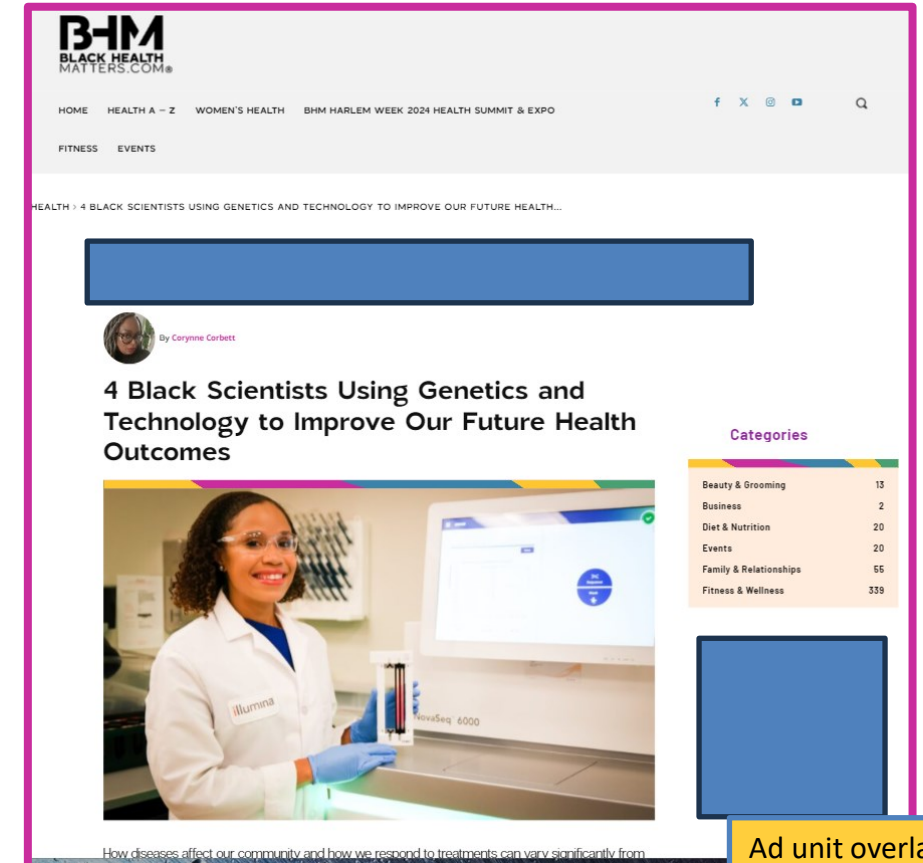 BHM
BLACK HEALTH
MATTERS.COM®
HOME HEALTH A – Z WOMEN'S HEALTH BHM HARLEM WEEK 2024 HEALTH SUMMIT & EXPO
FITNESS EVENTS
HEALTH > 4 BLACK SCIENTISTS USING GENETICS AND TECHNOLOGY TO IMPROVE OUR FUTURE HEALTH...
By Corynne Corbett
4 Black Scientists Using Genetics and
Technology to Improve Our Future Health
Outcomes
Categories
Beauty & Grooming 13
Business 2
Diet & Nutrition 20
Events 20
Family & Relationships 55
Fitness & Wellness 339
illumina
NovaSeq 6000
How diseases affect our community and how we respond to treatments can vary significantly from
Ad unit